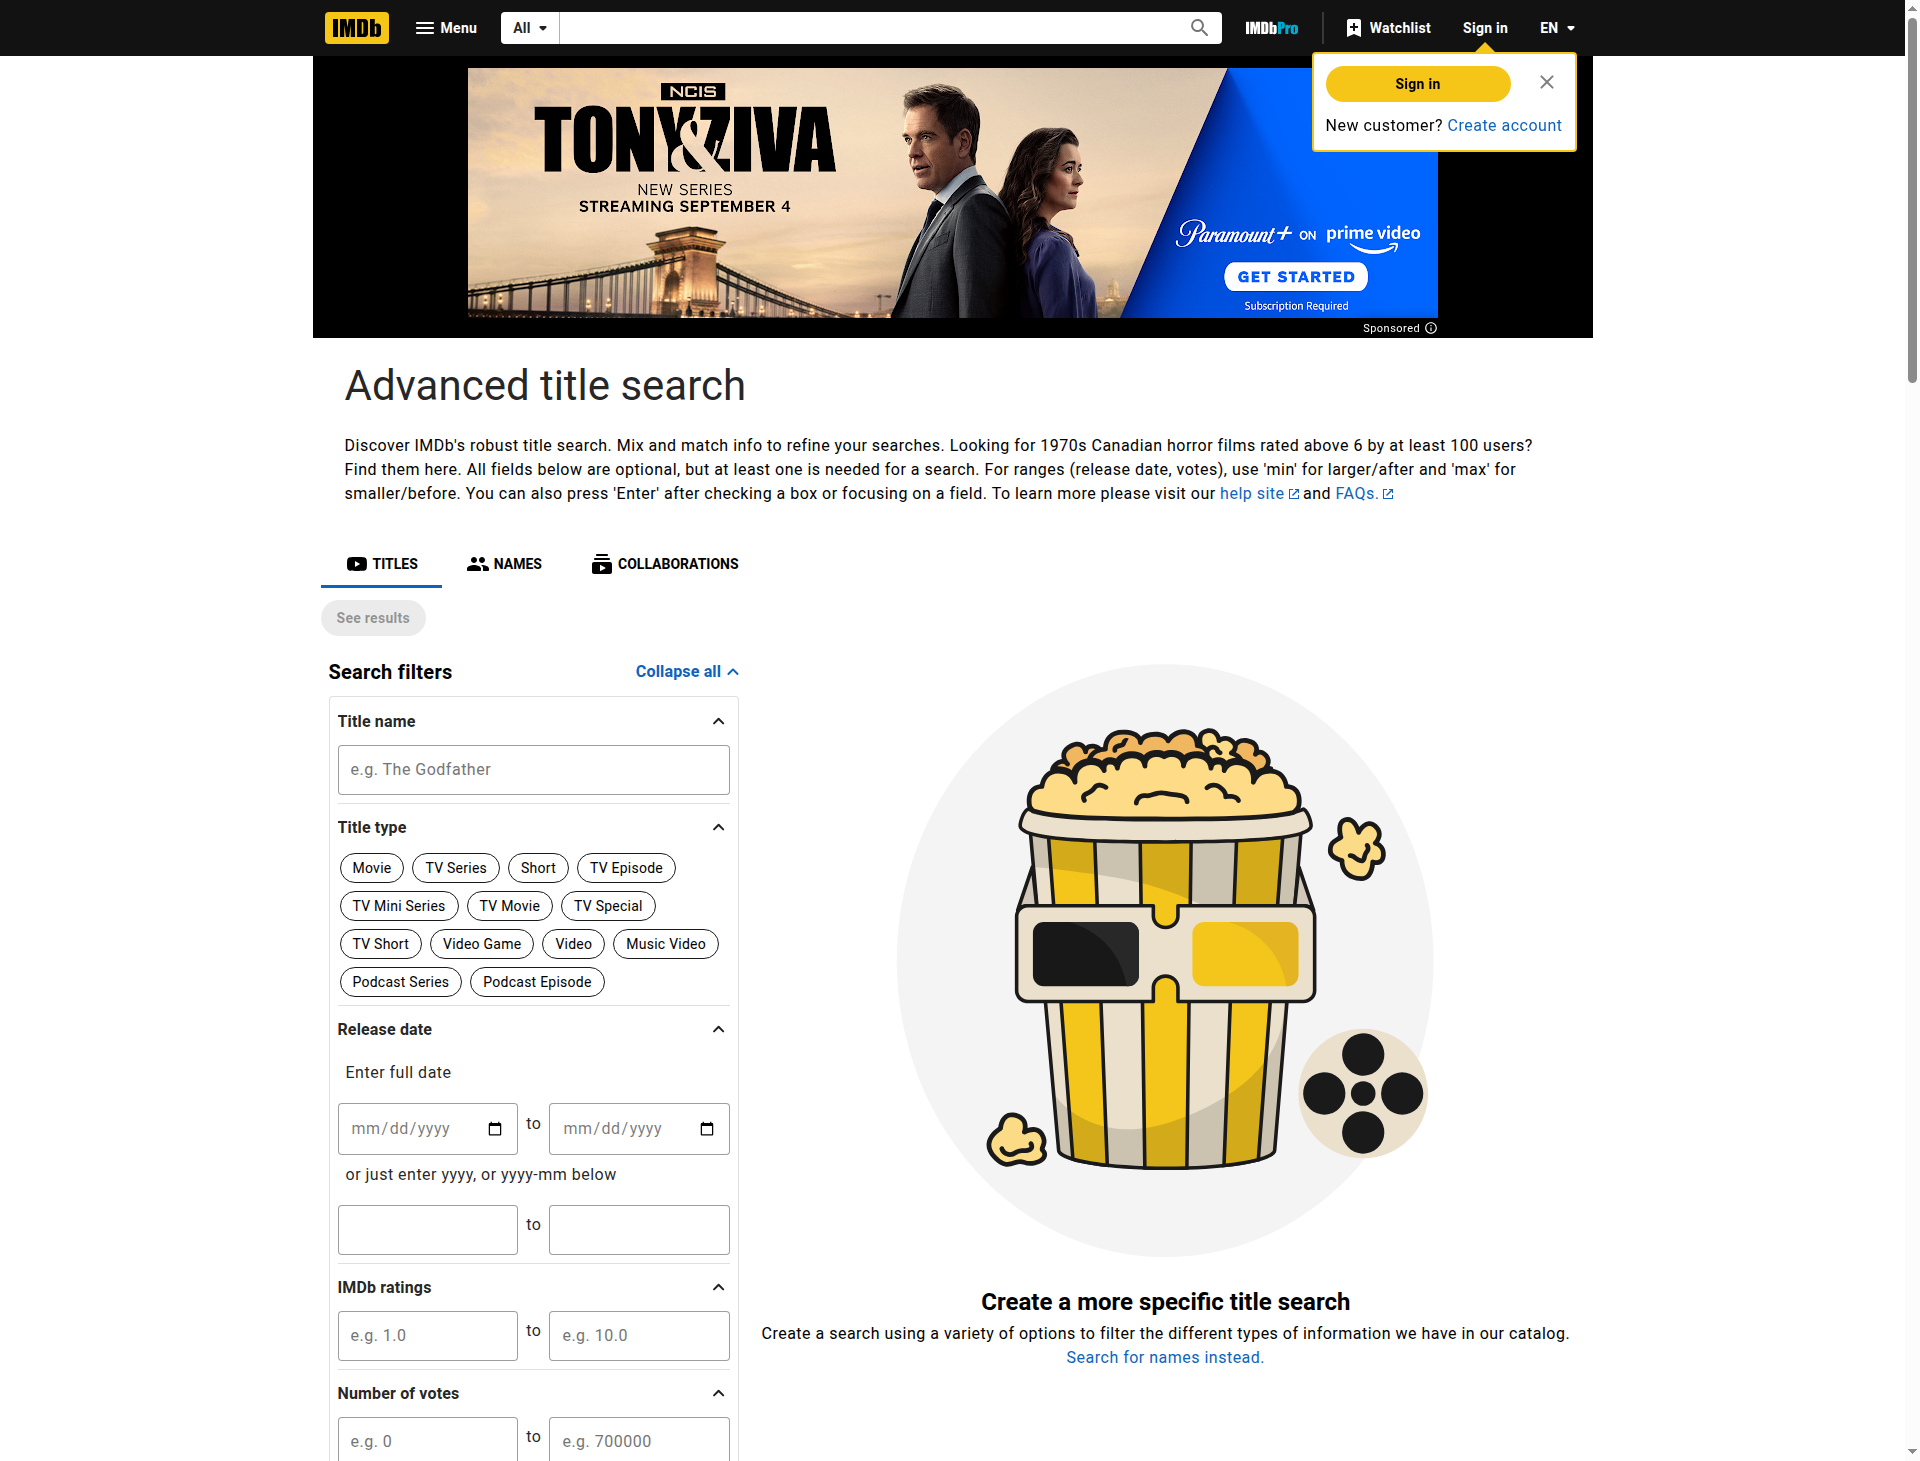 IMDb Menu All IMDbPro Watchlist Sign in EN
Sign in
New customer? Create account
NCIS
TONY & ZIVA
NEW SERIES
STREAMING SEPTEMBER 4
Paramount+ ON prime video
GET STARTED
Subscription Required
Sponsored
Advanced title search
Discover IMDb's robust title search. Mix and match info to refine your searches. Looking for 1970s Canadian horror films rated above 6 by at least 100 users?
Find them here. All fields below are optional, but at least one is needed for a search. For ranges (release date, votes), use 'min' for larger/after and 'max' for
smaller/before. You can also press 'Enter' after checking a box or focusing on a field. To learn more please visit our help site and FAQs.
TITLES NAMES COLLABORATIONS
See results
Search filters Collapse all
Title name
e.g. The Godfather
Title type
Movie TV Series Short TV Episode
TV Mini Series TV Movie TV Special
TV Short Video Game Video Music Video
Podcast Series Podcast Episode
Release date
Enter full date
mm/dd/yyyy to mm/dd/yyyy
or just enter yyyy, or yyyy-mm below
to
IMDb ratings
e.g. 1.0 to e.g. 10.0
Number of votes
e.g. 0 to e.g. 700000
Create a more specific title search
Create a search using a variety of options to filter the different types of information we have in our catalog.
Search for names instead.